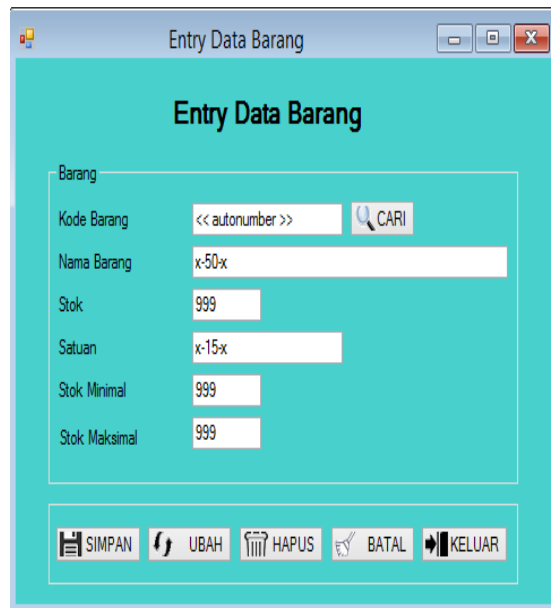 Entry Data Barang
Entry Data Barang
Barang
Kode Barang << autonumber >> CARI
Nama Barang x-50-x
Stok 999
Satuan x-15-x
Stok Minimal 999
Stok Maksimal 999
SIMPAN UBAH HAPUS BATAL KELUAR